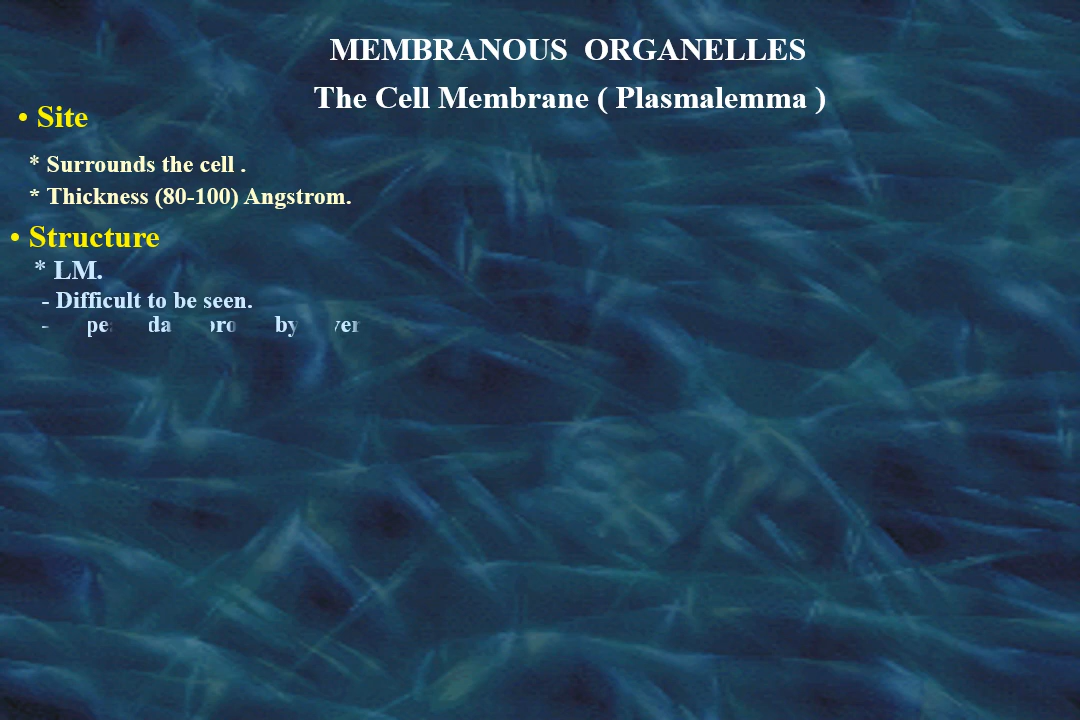 MEMBRANOUS ORGANELLES
The Cell Membrane ( Plasmalemma )
• Site
* Surrounds the cell .
* Thickness (80-100) Angstrom.
• Structure
* LM.
- Difficult to be seen.
- by